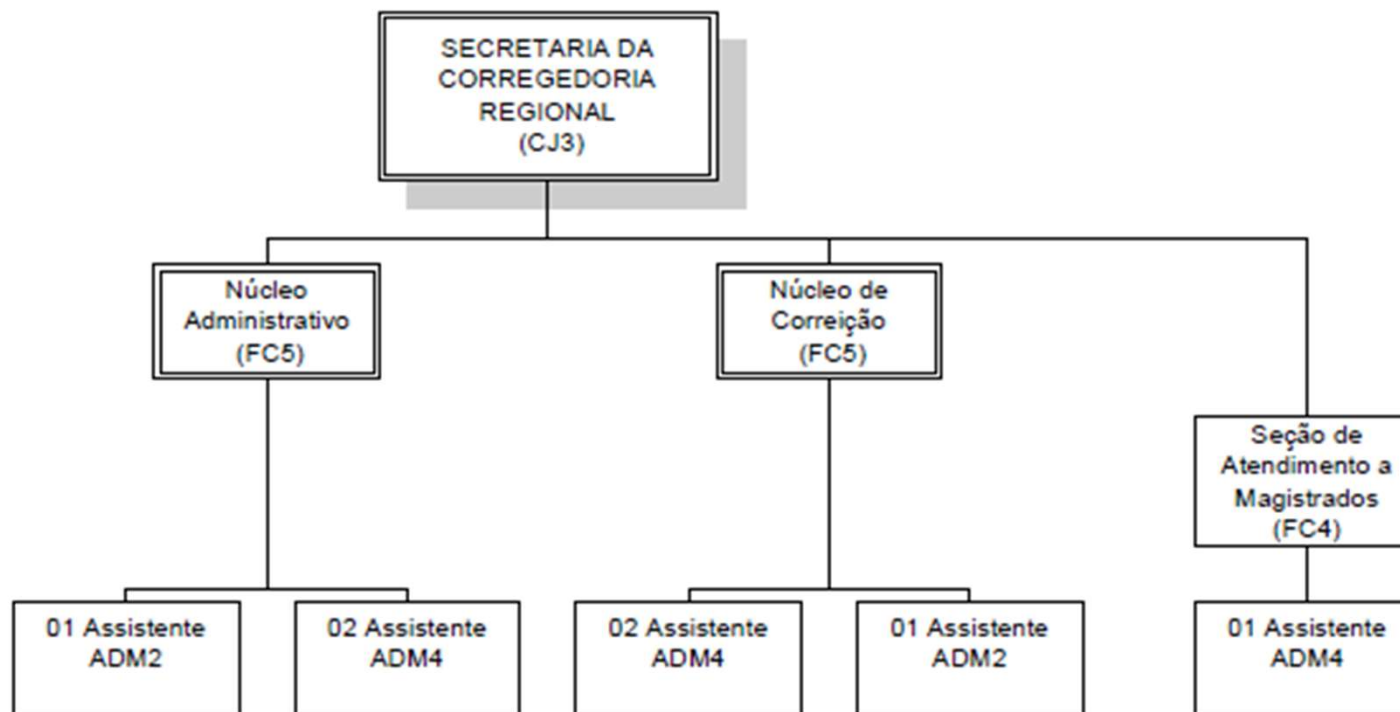 SECRETARIA DA
CORREGEDORIA
REGIONAL
(CJ3)
Núcleo
Administrativo
(FC5)
Núcleo de
Correição
(FC5)
Seção de
Atendimento a
Magistrados
(FC4)
01 Assistente
ADM2
02 Assistente
ADM4
02 Assistente
ADM4
01 Assistente
ADM2
01 Assistente
ADM4